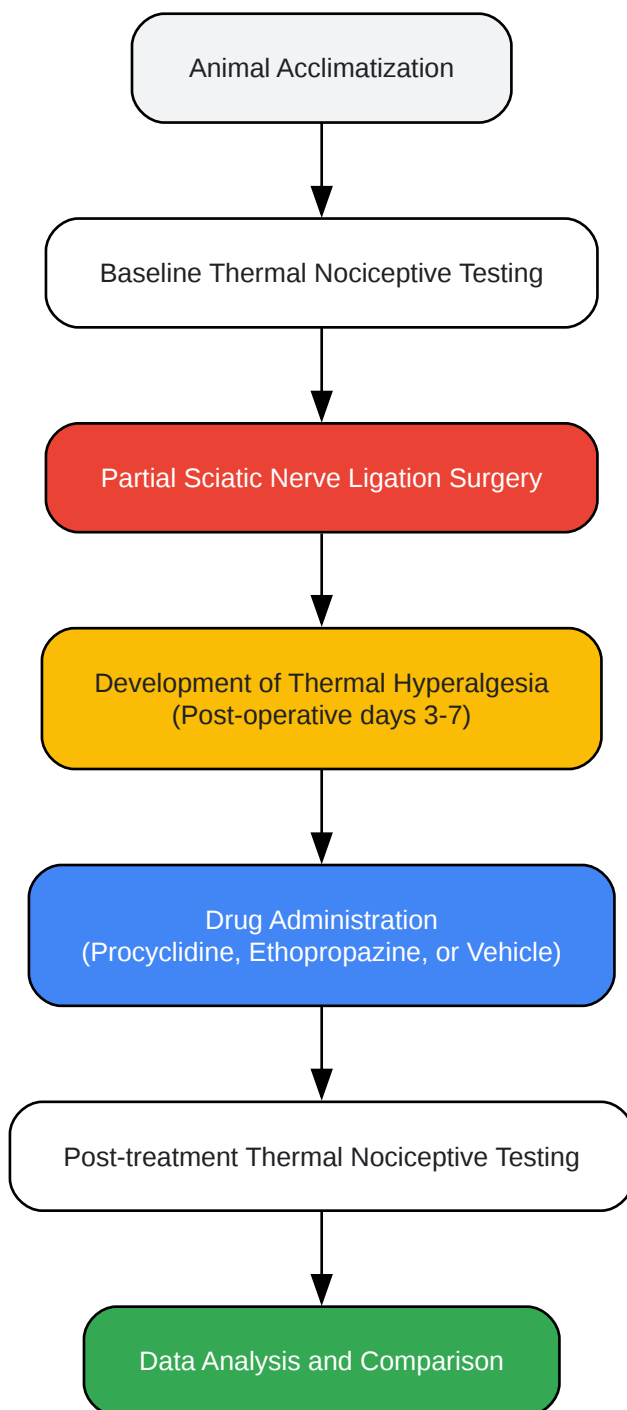 Animal Acclimatization
Baseline Thermal Nociceptive Testing
Partial Sciatic Nerve Ligation Surgery
Development of Thermal Hyperalgesia
(Post-operative days 3-7)
Drug Administration
(Procyclidine, Ethopropazine, or Vehicle)
Post-treatment Thermal Nociceptive Testing
Data Analysis and Comparison